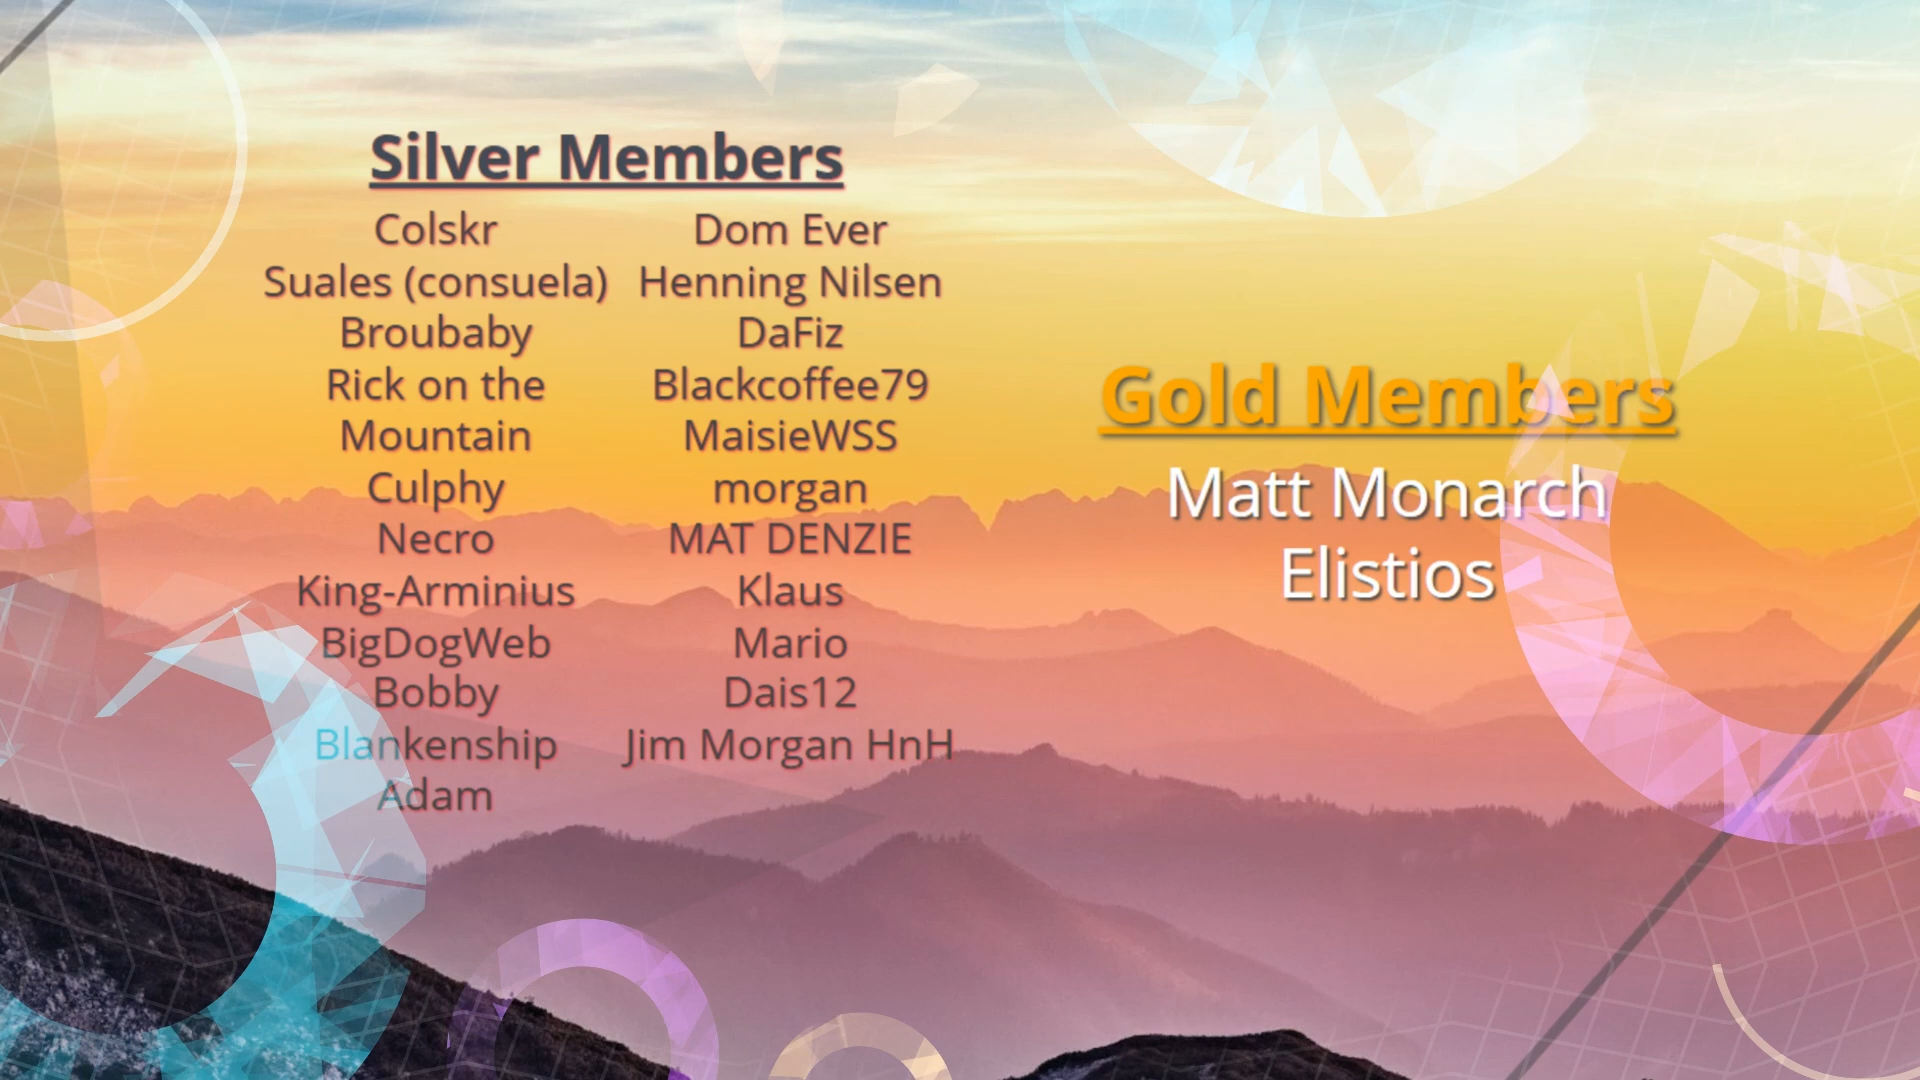 Silver Members
Colskr
Suales (consuela)
Broubaby
Rick on the
Mountain
Culphy
Necro
King-Arminius
BigDogWeb
Bobby
Blankenship
Adam
Dom Ever
Henning Nilsen
DaFiz
Blackcoffee79
MaisieWSS
morgan
MAT DENZIE
Klaus
Mario
Dais12
Jim Morgan HnH
Gold Members
Matt Monarch
Elistios